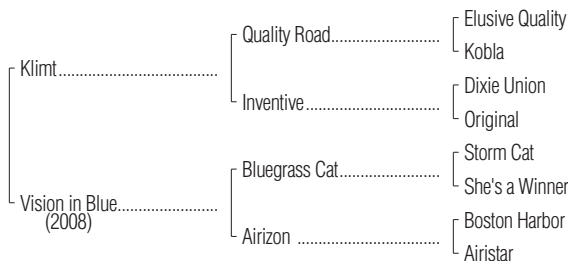 Elusive Quality
Quality Road
Kobla
Klimt
Dixie Union
Inventive
Original
Storm Cat
Bluegrass Cat
She's a Winner
Vision in Blue
(2008)
Boston Harbor
Airizon
Airistar